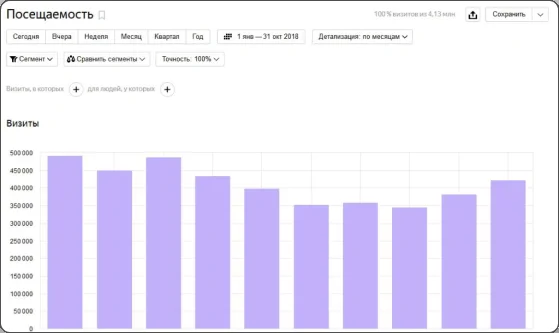 Посещаемость
100% визитов из 4,13 млн
Сохранить
Сегодня Вчера Неделя Месяц Квартал Год
1 янв — 31 окт 2018
Детализация: по месяцам
Сегмент
Сравнить сегменты
Точность: 100%
Визиты, в которых + для людей, у которых +
Визиты
500 000
450 000
400 000
350 000
300 000
250 000
200 000
150 000
100 000
50 000
0